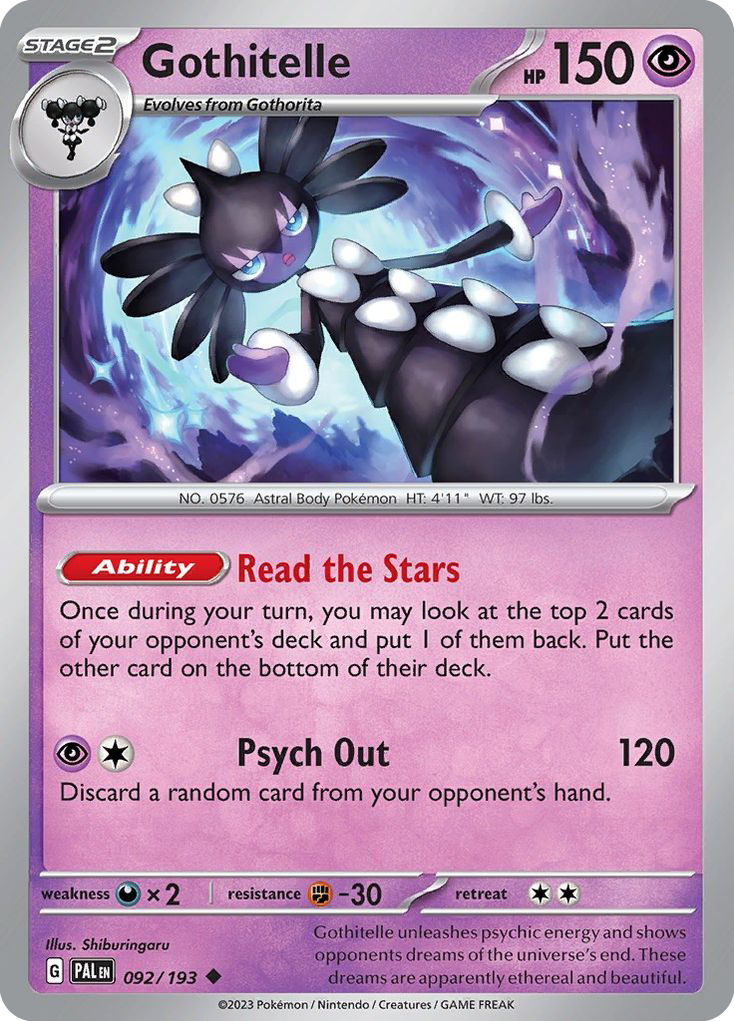 STAGE2
Gothitelle
HP 150
Evolves from Gothorita
NO. 0576 Astral Body Pokémon HT: 4'11" WT: 97 lbs.
Ability Read the Stars
Once during your turn, you may look at the top 2 cards
of your opponent's deck and put 1 of them back. Put the
other card on the bottom of their deck.
Psych Out 120
Discard a random card from your opponent's hand.
weakness ×2 resistance -30 retreat
Illus. Shiburingaru
G PAL EN 092/193
Gothitelle unleashes psychic energy and shows
opponents dreams of the universe's end. These
dreams are apparently ethereal and beautiful.
©2023 Pokémon / Nintendo / Creatures / GAME FREAK